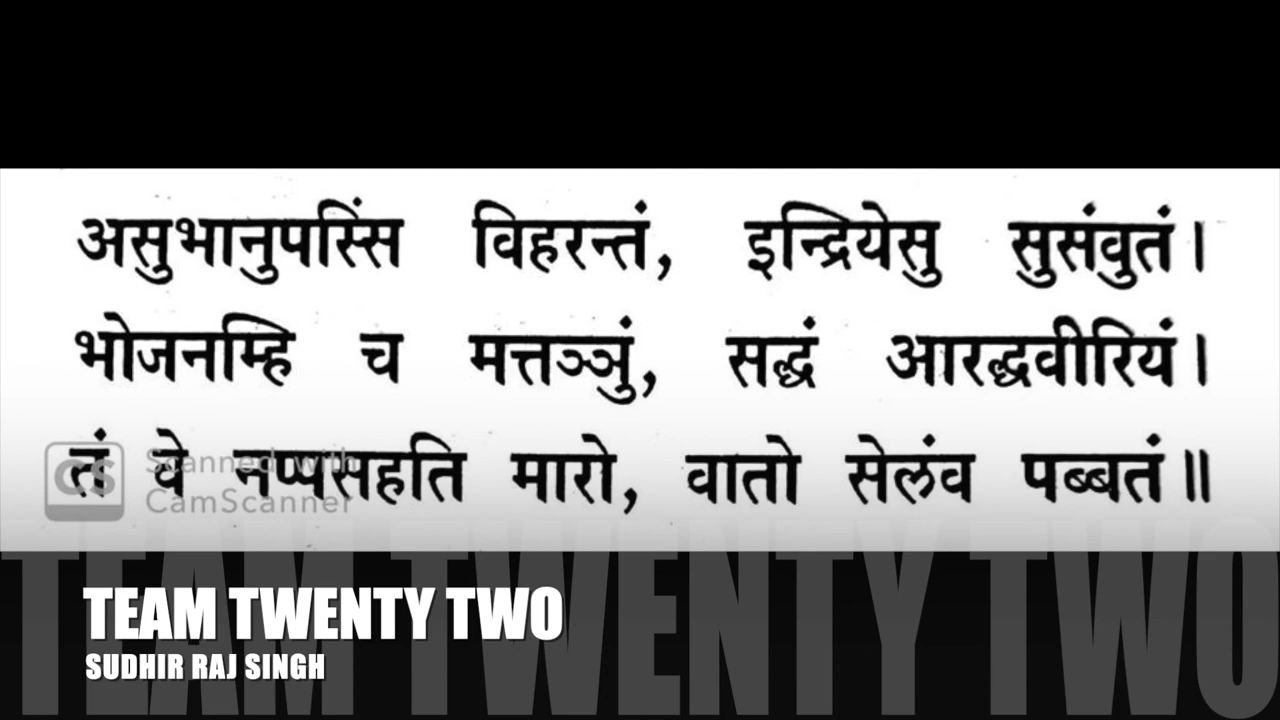 असुभानुपस्सिं विहरन्तं, इन्द्रियेसु सुसंवुतं।
भोजनम्हि च मत्तञ्ञुं, सद्धं आरद्धवीरियं।
तं वे नप्पसहति मारो, वातो सेलंव पब्बतं॥
CS Scanned with
CamScanner
TEAM TWENTY TWO
TEAM TWENTY TWO
SUDHIR RAJ SINGH